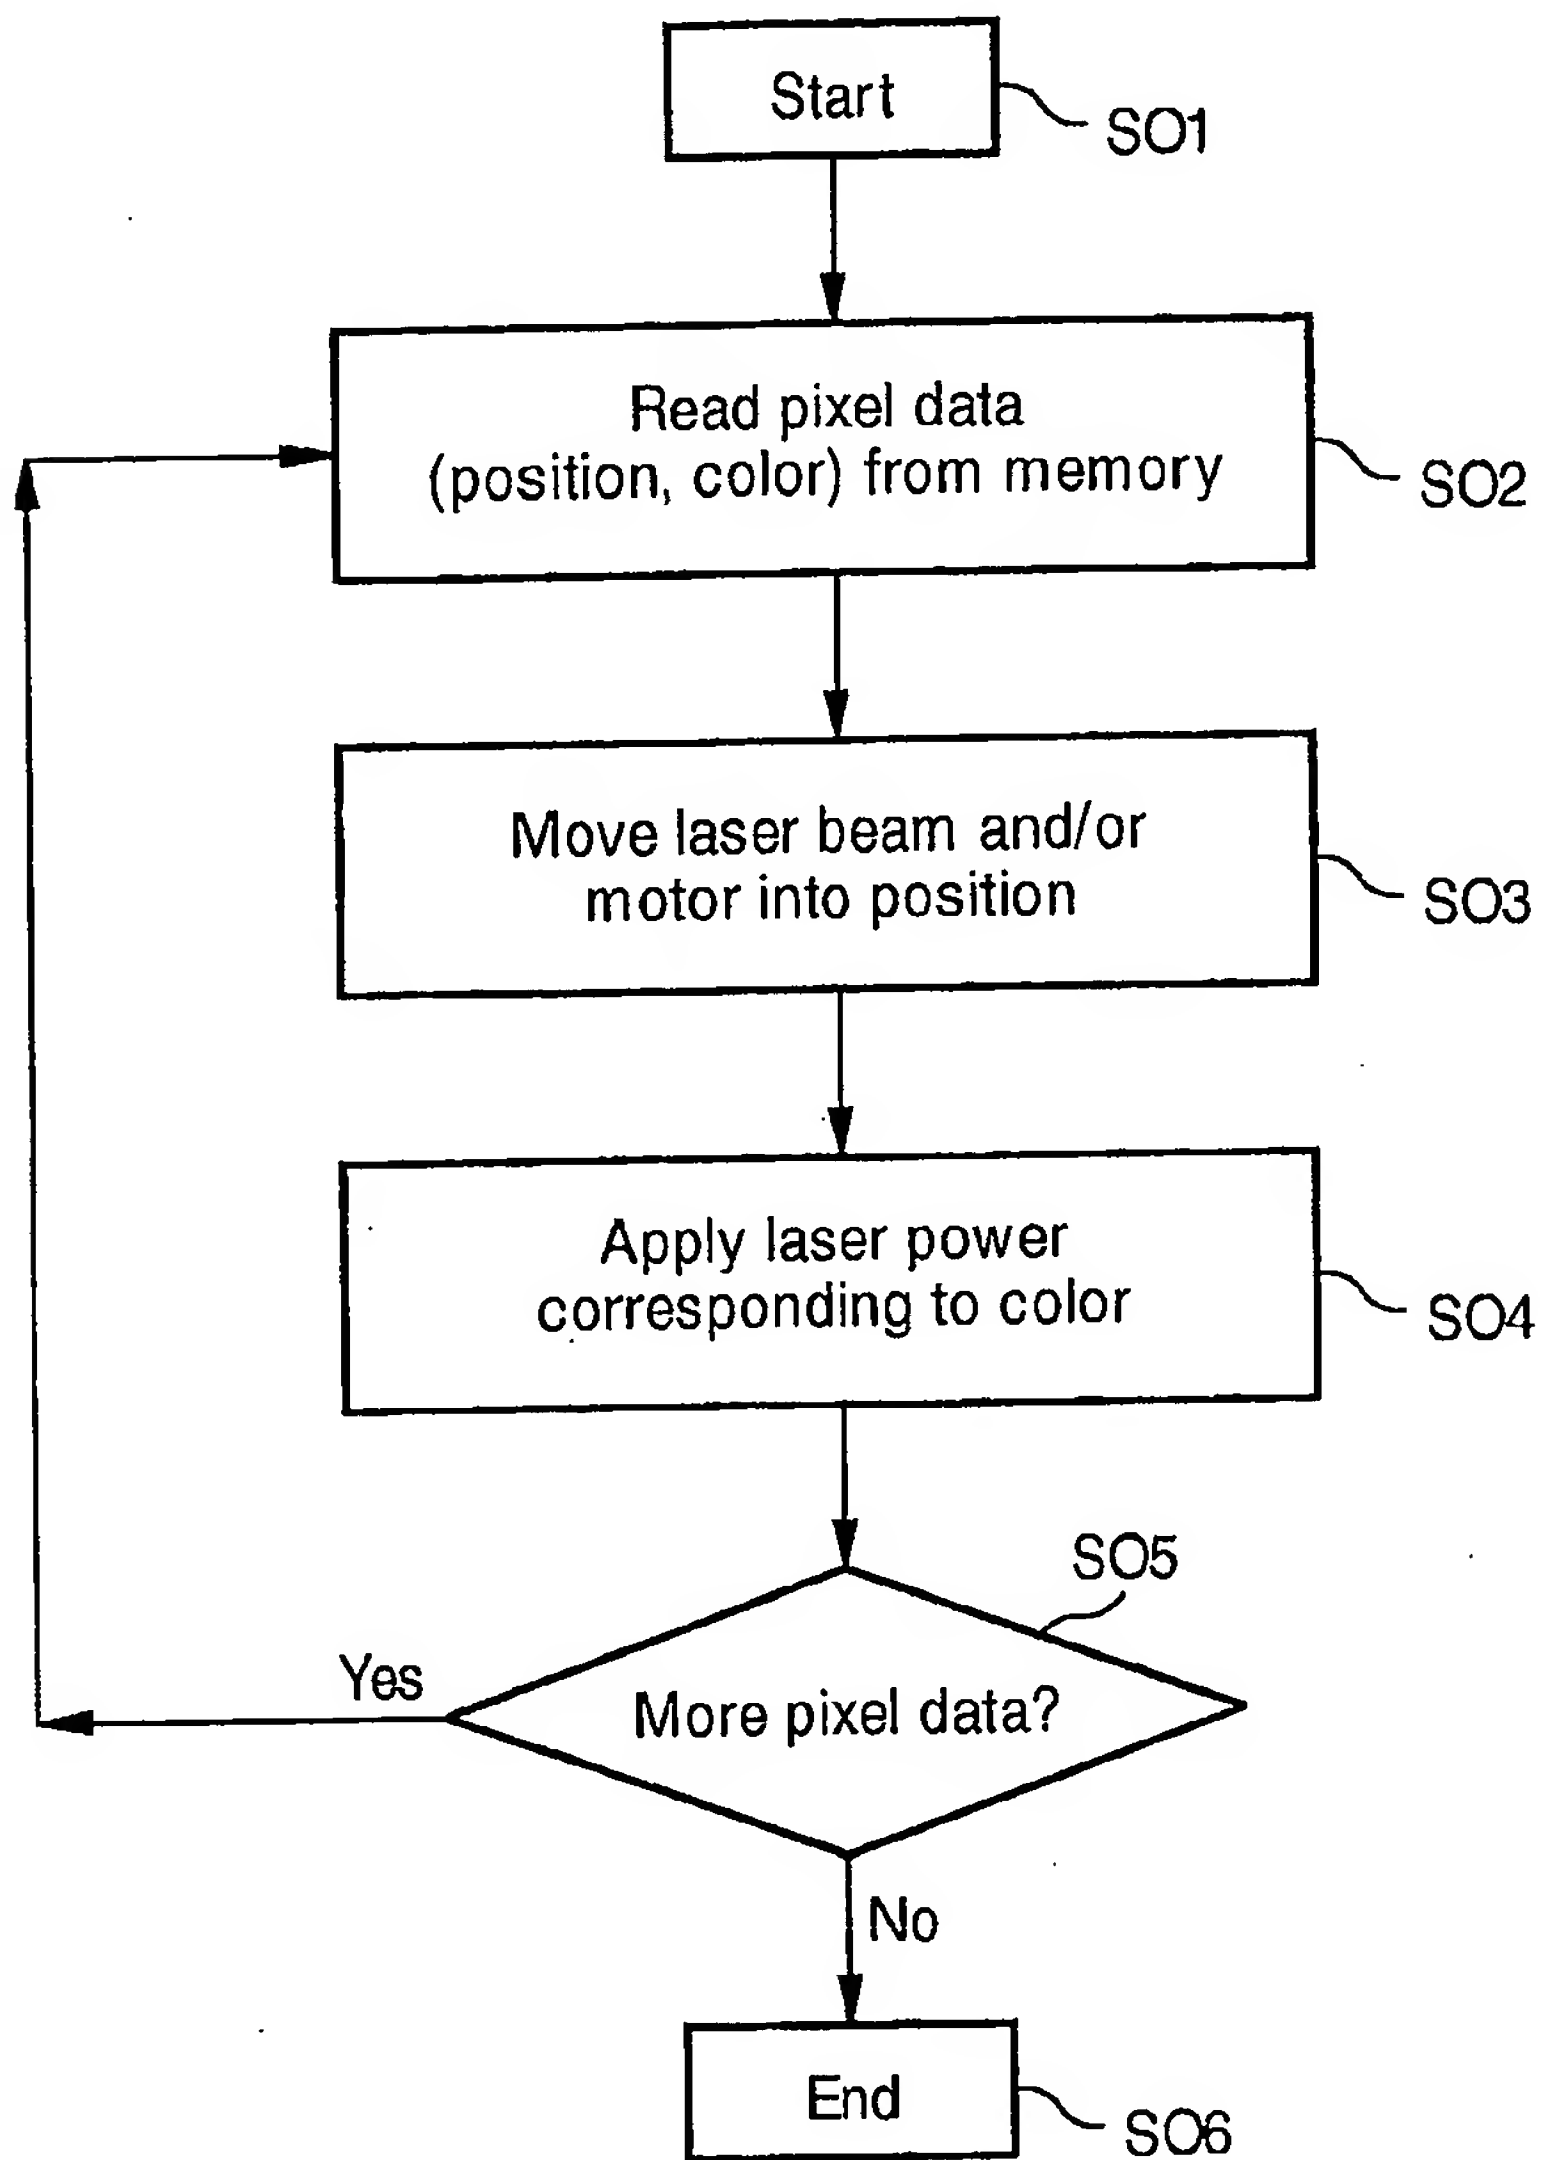 Start
SO1
Read pixel data
(position, color) from memory
SO2
Move laser beam and/or
motor into position
SO3
Apply laser power
corresponding to color
SO4
SO5
Yes
More pixel data?
No
End
SO6